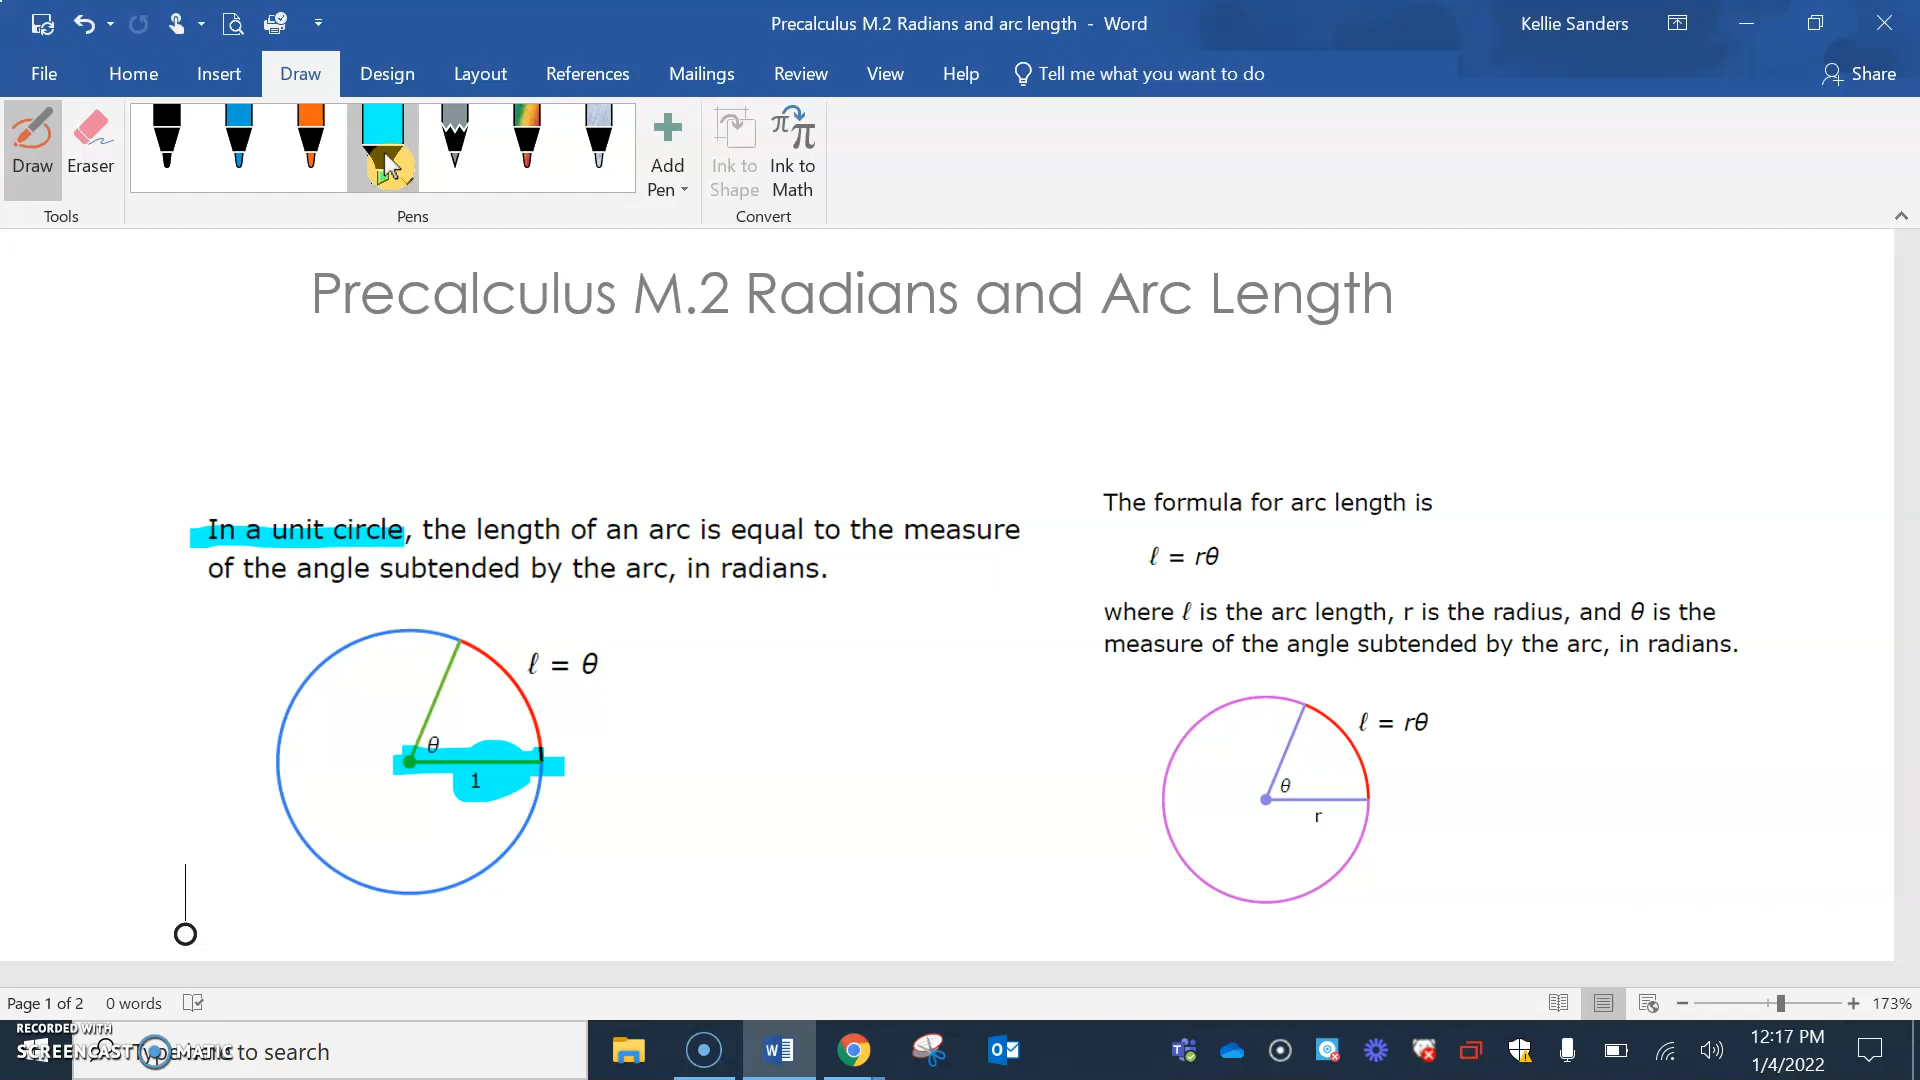 Precalculus M.2 Radians and arc length - Word
Kellie Sanders
File Home Insert Draw Design Layout References Mailings Review View Help Tell me what you want to do Share
Draw Eraser
Add Pen
Ink to Shape
Ink to Math
Tools Pens Convert
Precalculus M.2 Radians and Arc Length
In a unit circle, the length of an arc is equal to the measure
of the angle subtended by the arc, in radians.
ℓ = θ
θ
1
The formula for arc length is
ℓ = rθ
where ℓ is the arc length, r is the radius, and θ is the
measure of the angle subtended by the arc, in radians.
ℓ = rθ
θ
r
Page 1 of 2 0 words 173%
RECORDED WITH
SCREENCAST MATIC
Type here to search
12:17 PM
1/4/2022